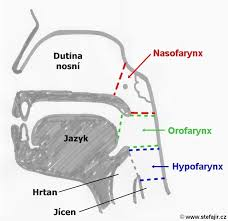 Dutina
nosní
Nasofarynx
Orofarynx
Jazyk
Hypofarynx
Hrtan
Jícen
www.stefajir.cz